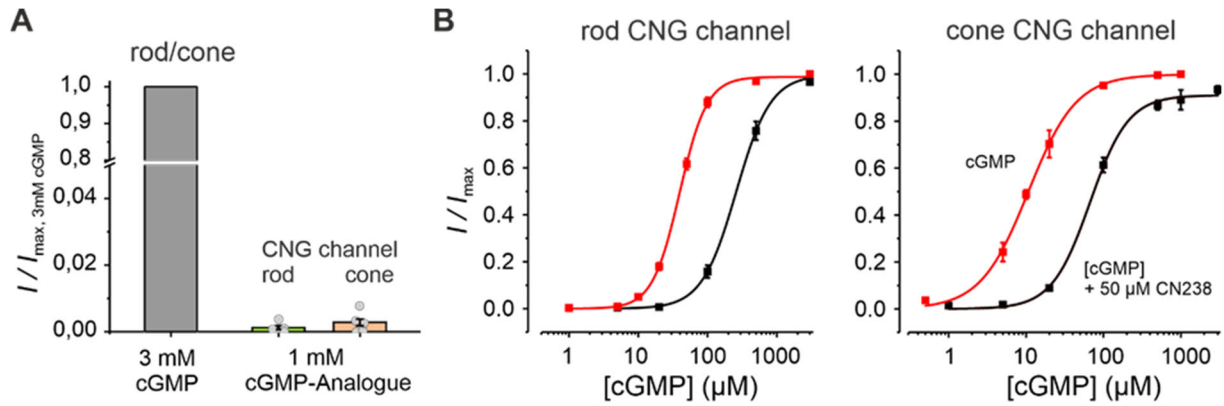 A
rod/cone
I / Imax, 3mM cGMP
1,0
0,9
0,8
0,04
0,02
0,00
CNG channel
rod cone
3 mM
cGMP
1 mM
cGMP-Analogue
B
rod CNG channel
I / Imax
1.0
0.8
0.6
0.4
0.2
0.0
1 10 100 1000
[cGMP] (µM)
cone CNG channel
1.0
0.8
0.6
0.4
0.2
0.0
cGMP
[cGMP]
+ 50 µM CN238
1 10 100 1000
[cGMP] (µM)